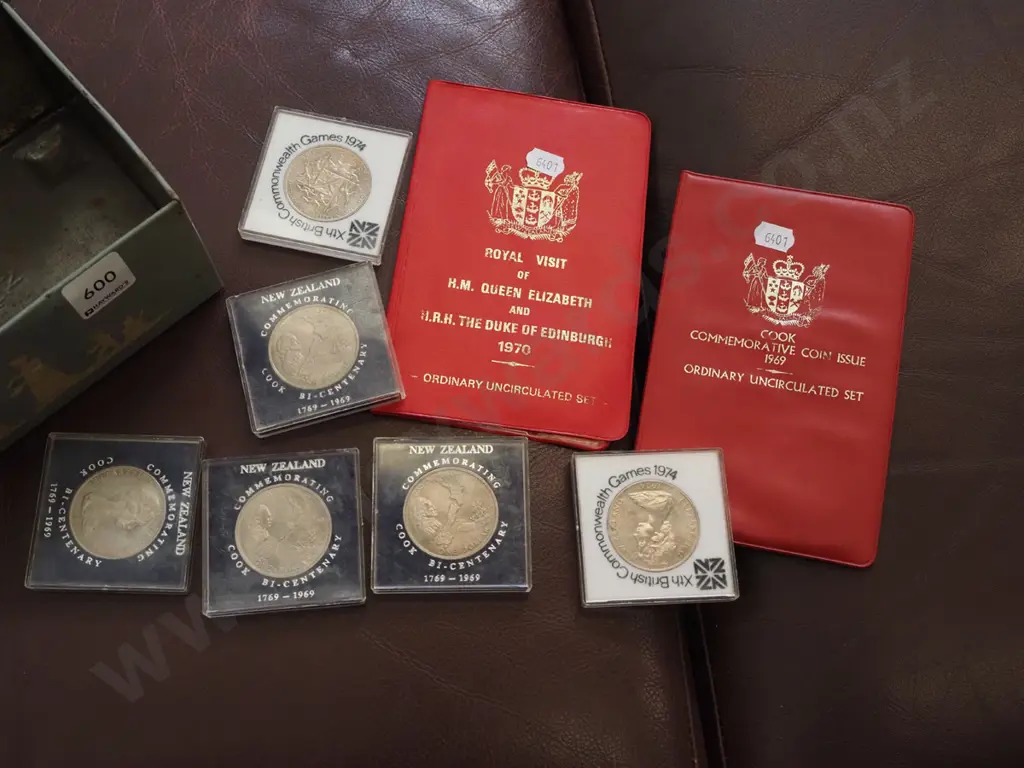 Xth British Commonwealth Games 1974
NEW ZEALAND
COMMEMORATING
COOK BI-CENTENARY
1769 – 1969
6401
ROYAL VISIT
OF
H.M. QUEEN ELIZABETH
AND
H.R.H. THE DUKE OF EDINBURGH
1970
ORDINARY UNCIRCULATED SET
6401
COOK
COMMEMORATIVE COIN ISSUE
1969
ORDINARY UNCIRCULATED SET
600
NEW ZEALAND
COMMEMORATING
COOK BI-CENTENARY
1769 – 1969
NEW ZEALAND
COMMEMORATING
COOK BI-CENTENARY
1769 – 1969
NEW ZEALAND
COMMEMORATING
COOK BI-CENTENARY
1769 – 1969
Xth British Commonwealth Games 1974